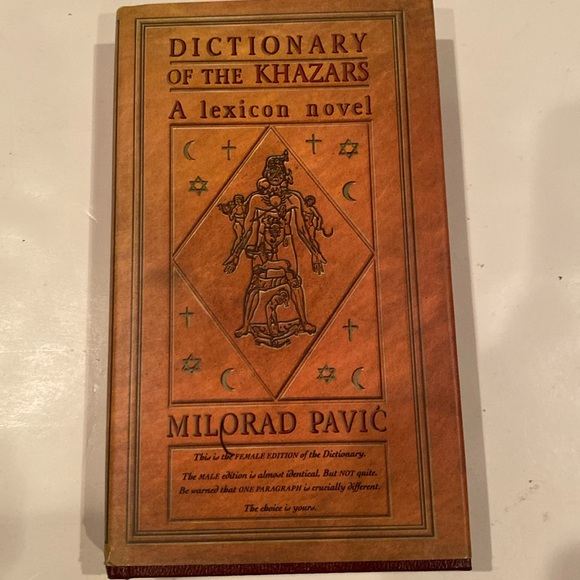 DICTIONARY
OF THE KHAZARS
A lexicon novel
MILORAD PAVIĆ
This is the FEMALE EDITION of the Dictionary.
The MALE edition is almost identical. But NOT quite.
Be warned that ONE PARAGRAPH is crucially different.
The choice is yours.